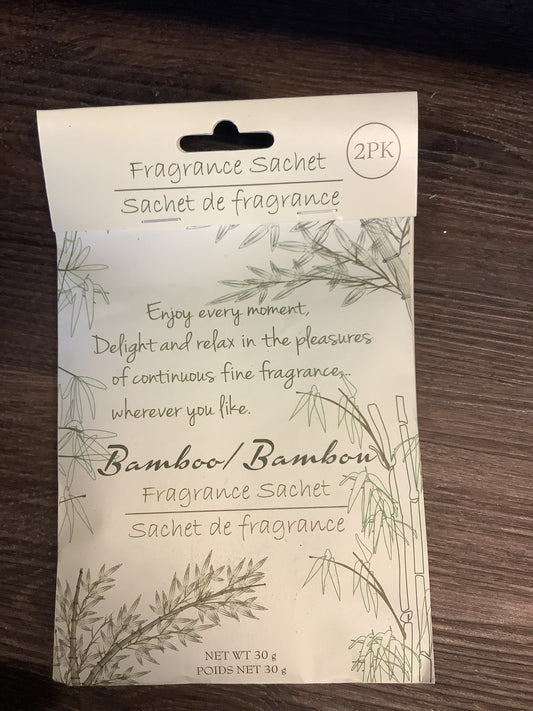 Fragrance Sachet
2PK
Sachet de fragrance
Enjoy every moment,
Delight and relax in the pleasures
of continuous fine fragrance,..
wherever you like.
Bamboo/Bambou
Fragrance Sachet
Sachet de fragrance
NET WT 30 g
POIDS NET 30 g